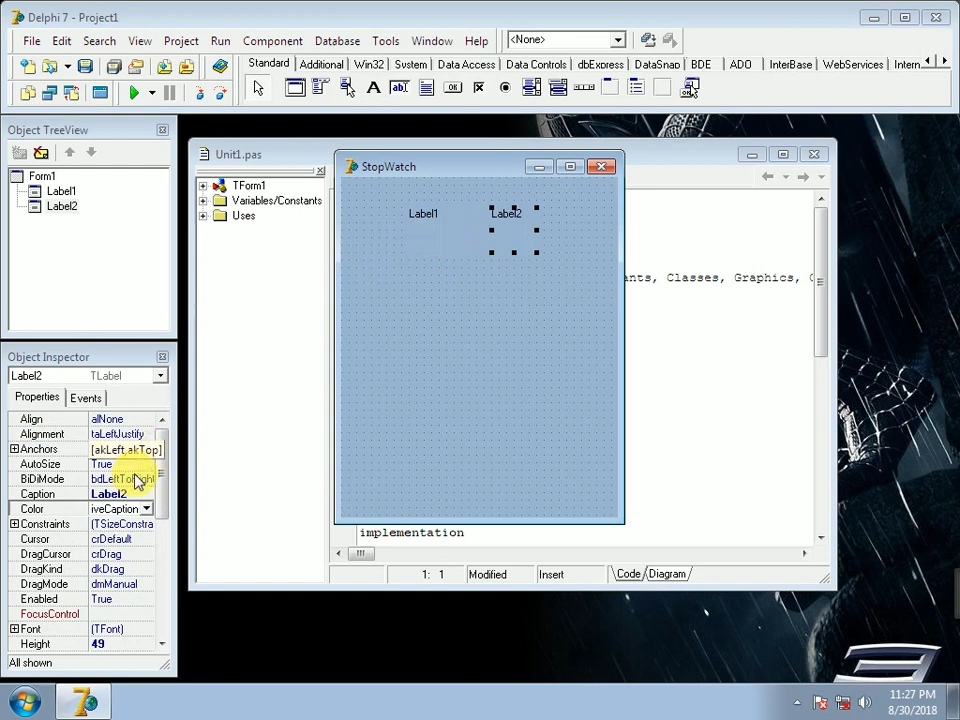 Delphi 7 - Project1
File Edit Search View Project Run Component Database Tools Window Help <None>
Standard Additional Win32 System Data Access Data Controls dbExpress DataSnap BDE ADO InterBase WebServices Intern
Object TreeView
Form1
Label1
Label2
Unit1.pas
TForm1
Variables/Constants
Uses
StopWatch
Label1 Label2
ants, Classes, Graphics, C
implementation
1: 1 Modified Insert Code Diagram
Object Inspector
Label2 TLabel
Properties Events
Align alNone
Alignment taLeftJustify
Anchors [akLeft,akTop]
AutoSize True
BiDiMode bdLeftToRight
Caption Label2
Color iveCaption
Constraints (TSizeConstra
Cursor crDefault
DragCursor crDrag
DragKind dkDrag
DragMode dmManual
Enabled True
FocusControl
Font (TFont)
Height 49
All shown
11:27 PM
8/30/2018